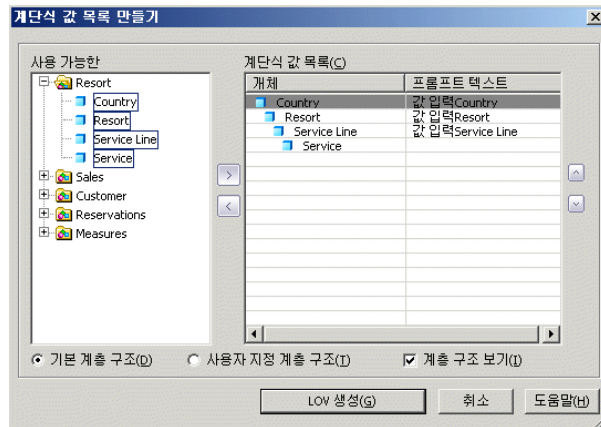 계단식 값 목록 만들기
사용 가능한
계단식 값 목록(C)
Resort
Country
Resort
Service Line
Service
Sales
Customer
Reservations
Measures
개체 프롬프트 텍스트
Country 값 입력Country
Resort 값 입력Resort
Service Line 값 입력Service Line
Service
기본 계층 구조(D) 사용자 지정 계층 구조(T) 계층 구조 보기(I)
LOV 생성(G) 취소 도움말(H)